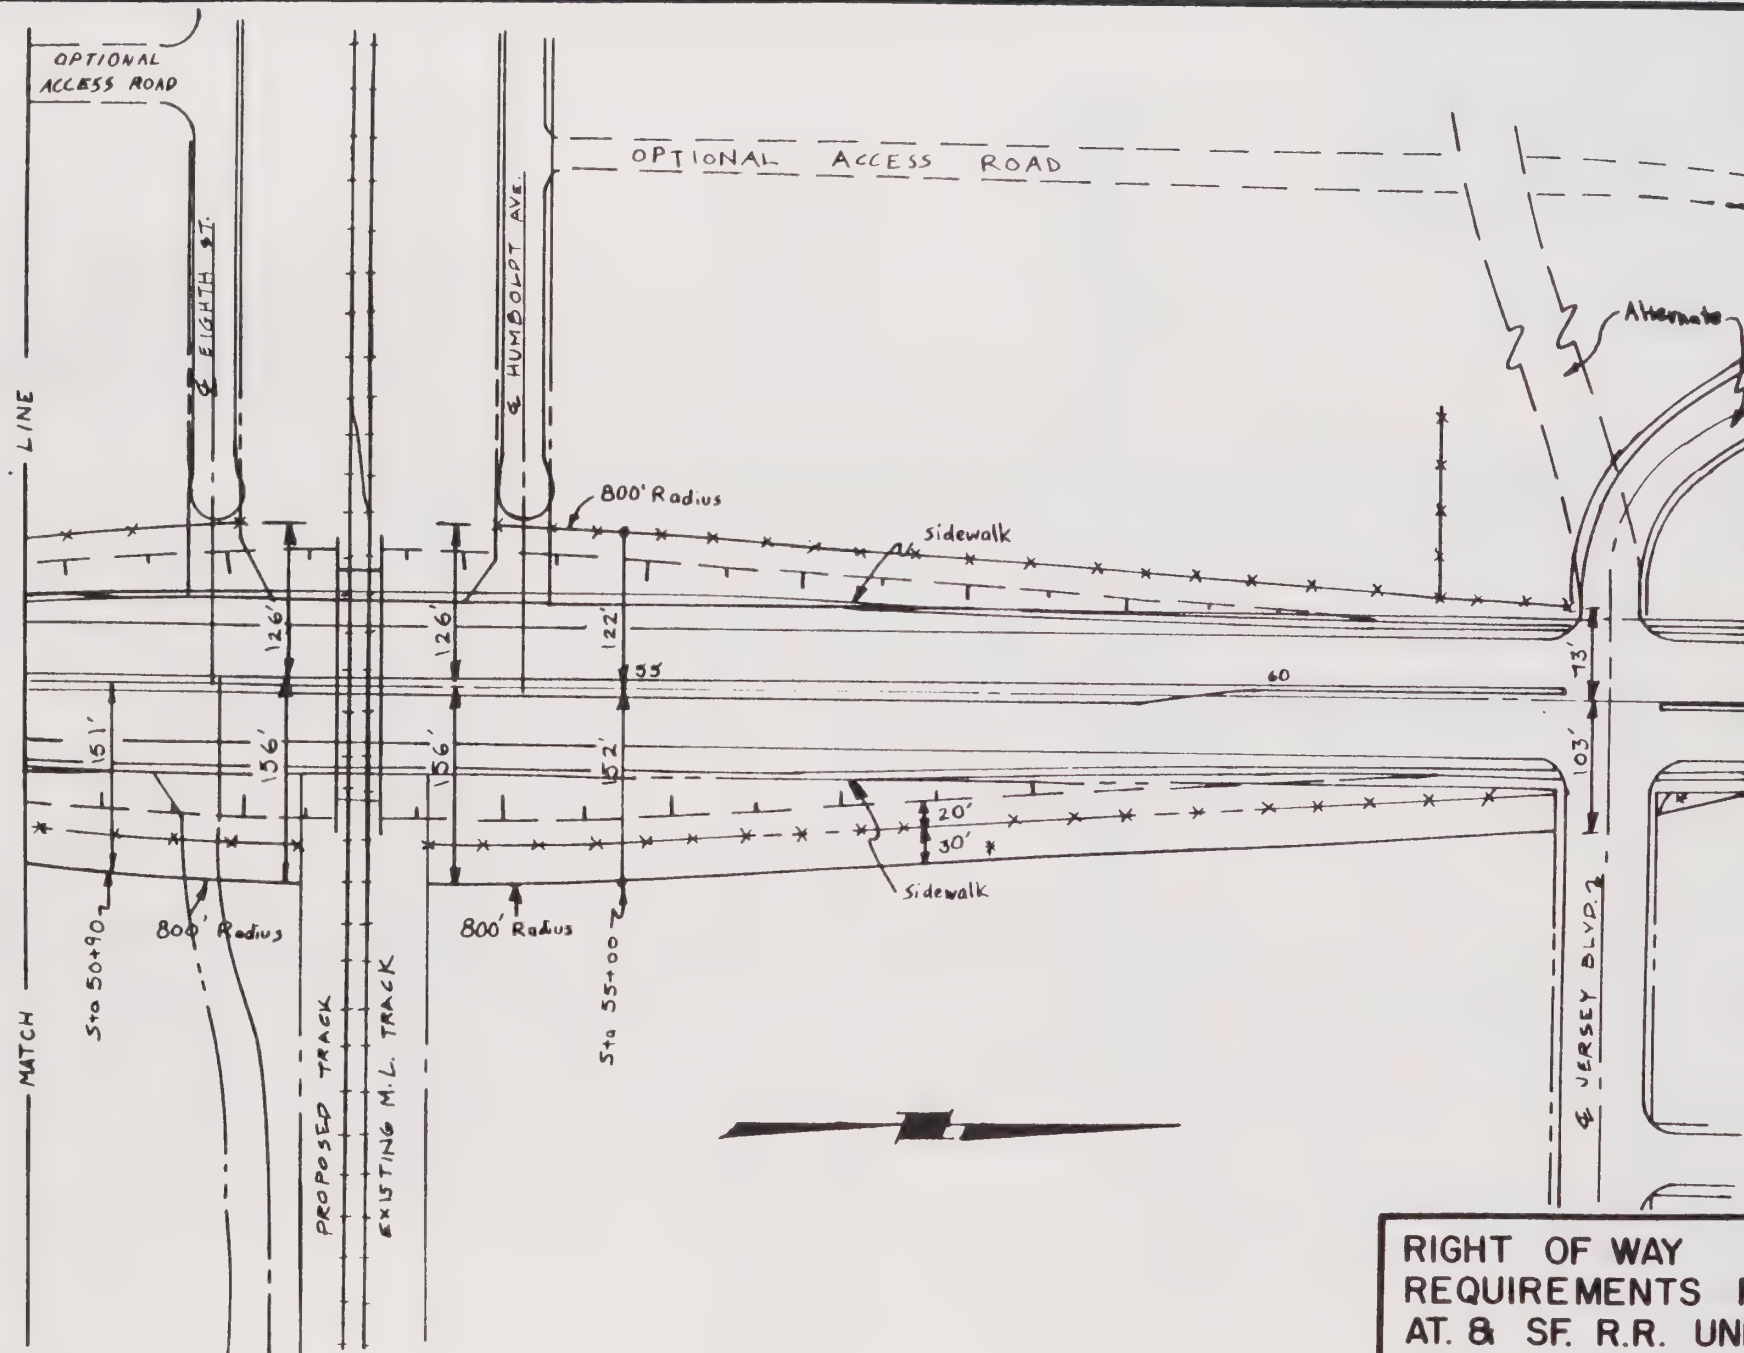 OPTIONAL
ACCESS ROAD
OPTIONAL ACCESS ROAD
℄ EIGHTH ST.
℄ HUMBOLDT AVE.
Alternate
LINE
800' Radius
sidewalk
126'
126'
122'
73'
55
60
151'
156'
156'
152'
103'
20'
30' *
*
Sidewalk
800' Radius
800' Radius
Sta 50+90
Sta 55+00
MATCH
PROPOSED TRACK
EXISTING M.L. TRACK
℄ JERSEY BLVD.
RIGHT OF WAY
REQUIREMENTS
AT. & SF. R.R.